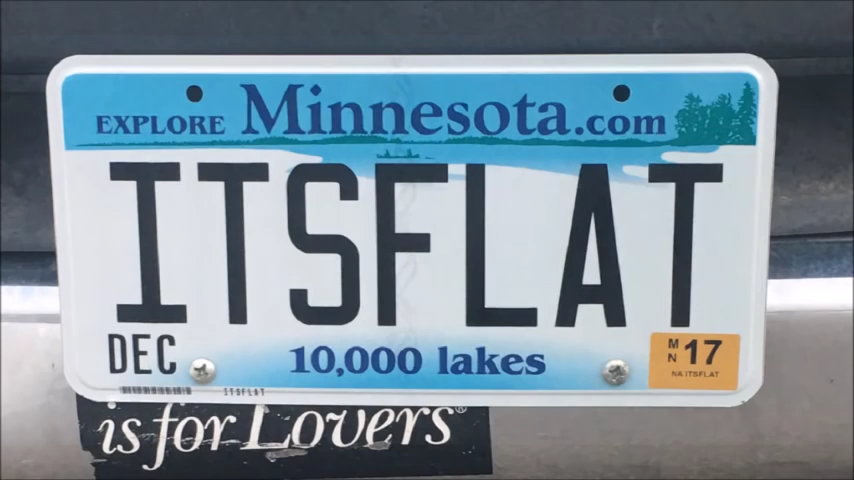 EXPLORE Minnesota.com
ITSFLAT
DEC
10,000 lakes
MN 17
NA ITSFLAT
ITSFLAT
is for Lovers®